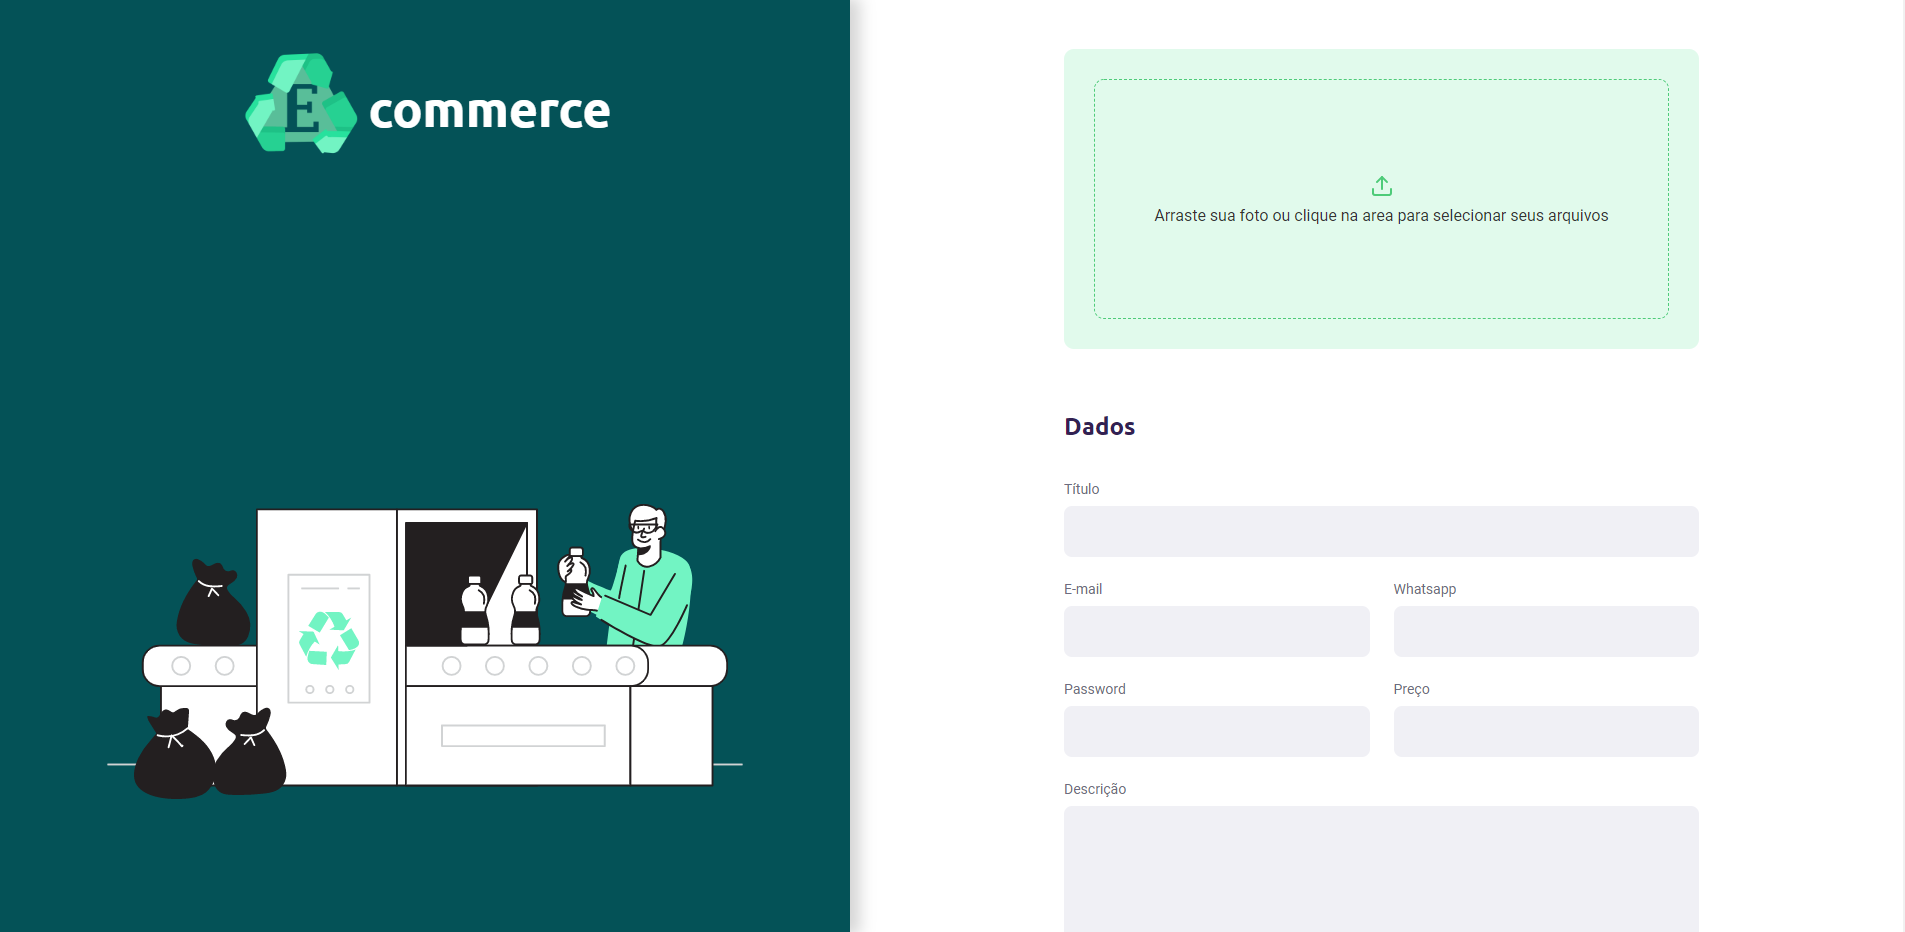 E commerce
Arraste sua foto ou clique na area para selecionar seus arquivos
Dados
Título
E-mail
Whatsapp
Password
Preço
Descrição